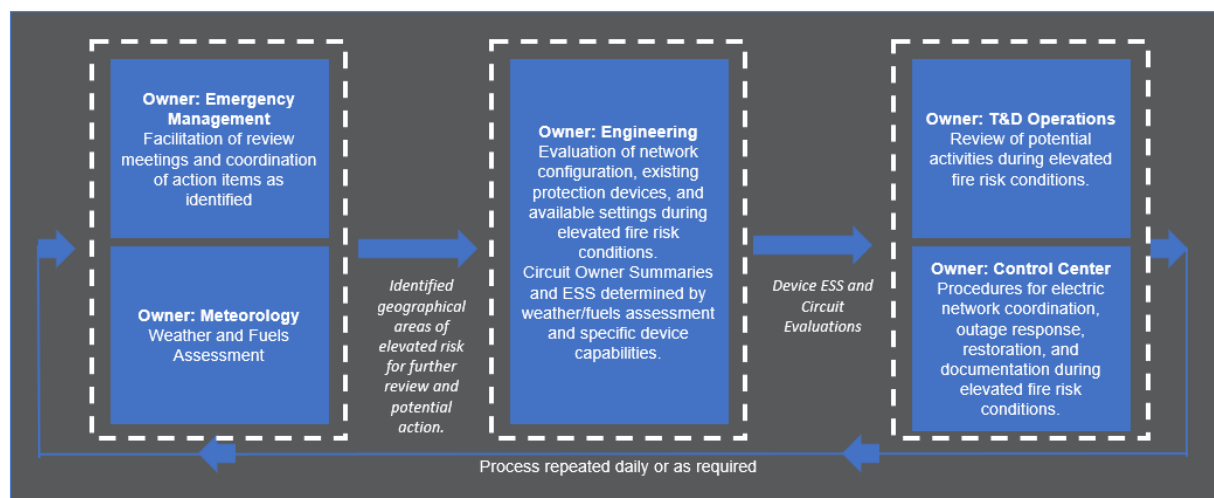 Owner: Emergency
Management
Facilitation of review
meetings and coordination
of action items as
identified
Owner: Meteorology
Weather and Fuels
Assessment
Identified
geographical
areas of
elevated risk
for further
review and
potential
action.
Owner: Engineering
Evaluation of network
configuration, existing
protection devices, and
available settings during
elevated fire risk
conditions.
Circuit Owner Summaries
and ESS determined by
weather/fuels assessment
and specific device
capabilities.
Device ESS and
Circuit
Evaluations
Owner: T&D Operations
Review of potential
activities during elevated
fire risk conditions.
Owner: Control Center
Procedures for electric
network coordination,
outage response,
restoration, and
documentation during
elevated fire risk
conditions.
Process repeated daily or as required